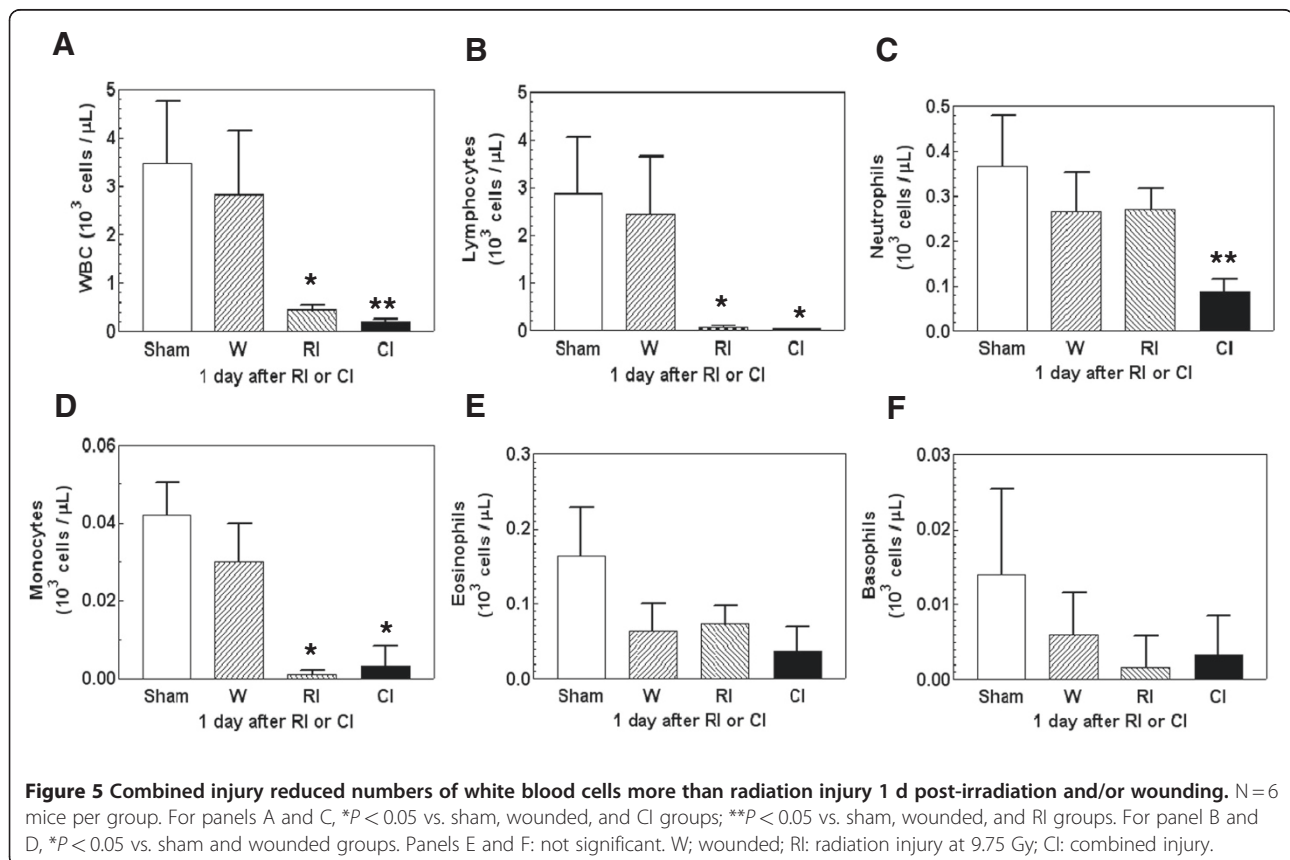 A
WBC (10³ cells / μL)
5
4
3
2
1
0
*
**
Sham W RI CI
1 day after RI or CI
B
Lymphocytes
(10³ cells / μL)
5
4
3
2
1
0
*
*
Sham W RI CI
1 day after RI or CI
C
Neutrophils
(10³ cells / μL)
0.5
0.4
0.3
0.2
0.1
0.0
**
Sham W RI CI
1 day after RI or CI
D
Monocytes
(10³ cells / μL)
0.06
0.04
0.02
0.00
*
*
Sham W RI CI
1 day after RI or CI
E
Eosinophils
(10³ cells / μL)
0.3
0.2
0.1
0.0
Sham W RI CI
1 day after RI or CI
F
Basophils
(10³ cells / μL)
0.03
0.02
0.01
0.00
Sham W RI CI
1 day after RI or CI
Figure 5 Combined injury reduced numbers of white blood cells more than radiation injury 1 d post-irradiation and/or wounding. N = 6
mice per group. For panels A and C, *P < 0.05 vs. sham, wounded, and CI groups; **P < 0.05 vs. sham, wounded, and RI groups. For panel B and
D, *P < 0.05 vs. sham and wounded groups. Panels E and F: not significant. W; wounded; RI: radiation injury at 9.75 Gy; CI: combined injury.